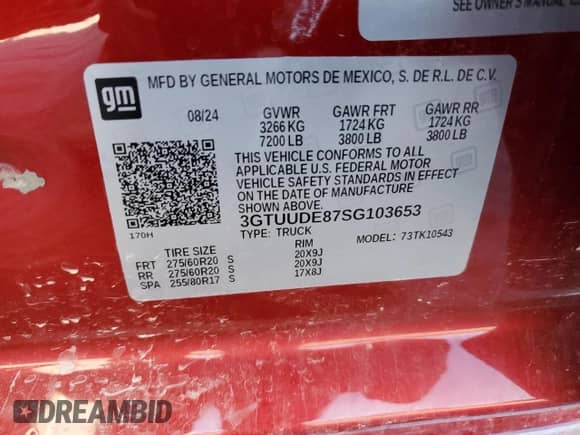 SEE OWNER'S MANUAL
gm
MFD BY GENERAL MOTORS DE MEXICO, S. DE R.L. DE C.V.
08/24 GVWR GAWR FRT GAWR RR
3266 KG 1724 KG 1724 KG
7200 LB 3800 LB 3800 LB
THIS VEHICLE CONFORMS TO ALL
APPLICABLE U.S. FEDERAL MOTOR
VEHICLE SAFETY STANDARDS IN EFFECT
ON THE DATE OF MANUFACTURE
SHOWN ABOVE.
3GTUUDE87SG103653
170H TYPE: TRUCK MODEL: 73TK10543
TIRE SIZE RIM
FRT 275/60R20 S 20X9J
RR 275/60R20 S 20X9J
SPA 255/80R17 S 17X8J
DREAMBID